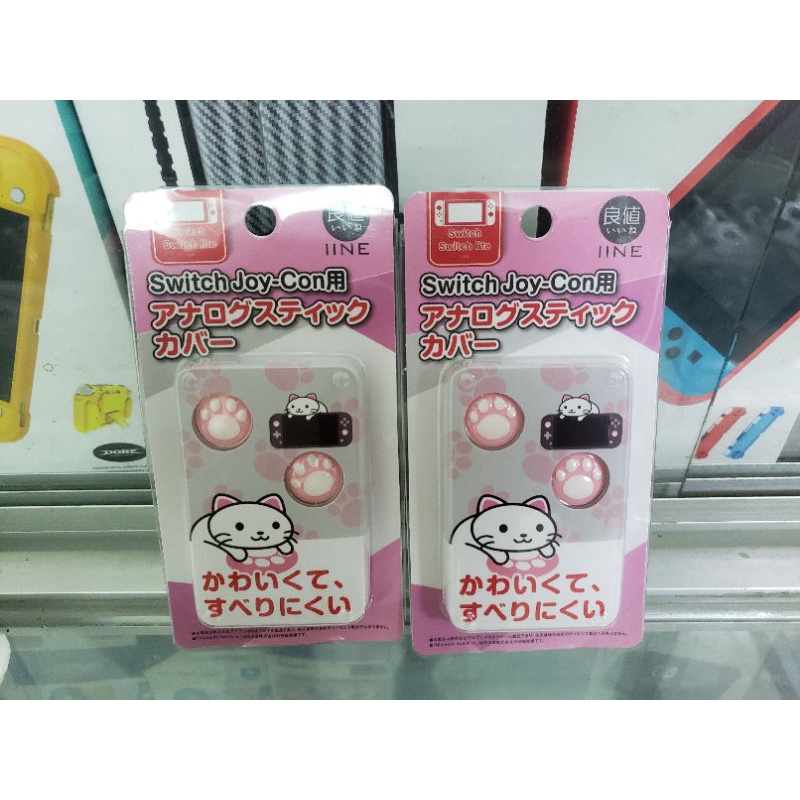 Switch
Switch lite
良値
いいね
IINE
Switch Joy-Con用
アナログスティック
カバー
かわいくて、
すべりにくい
Switch
Switch lite
良値
いいね
IINE
Switch Joy-Con用
アナログスティック
カバー
かわいくて、
すべりにくい
DOBE